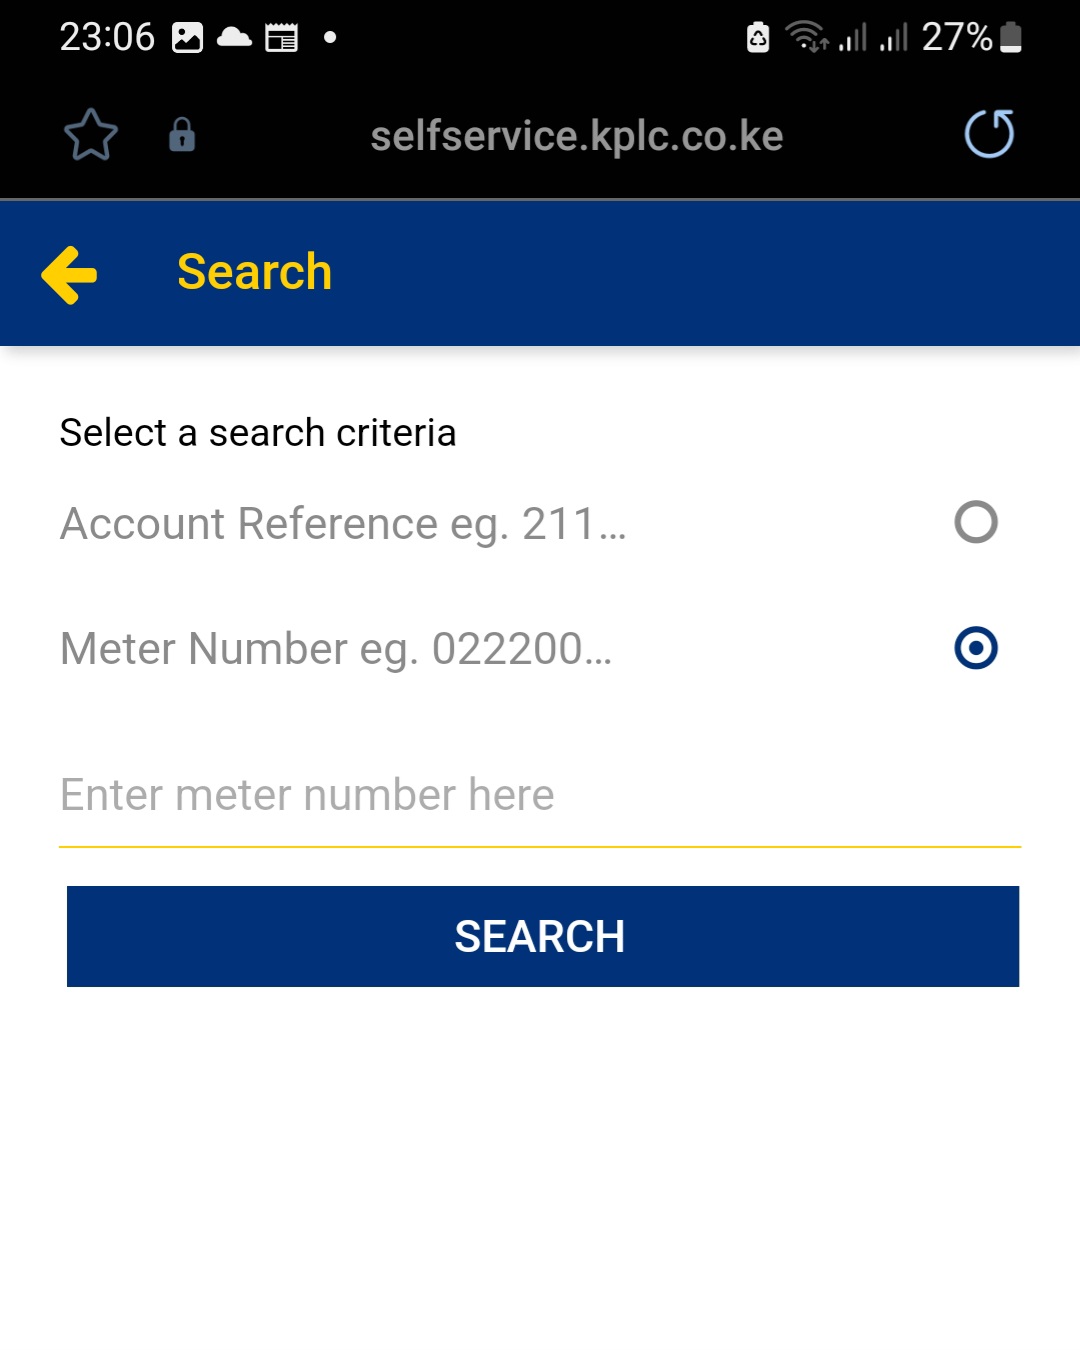 23:06
27%
selfservice.kplc.co.ke
Search
Select a search criteria
Account Reference eg. 211...
Meter Number eg. 022200...
Enter meter number here
SEARCH